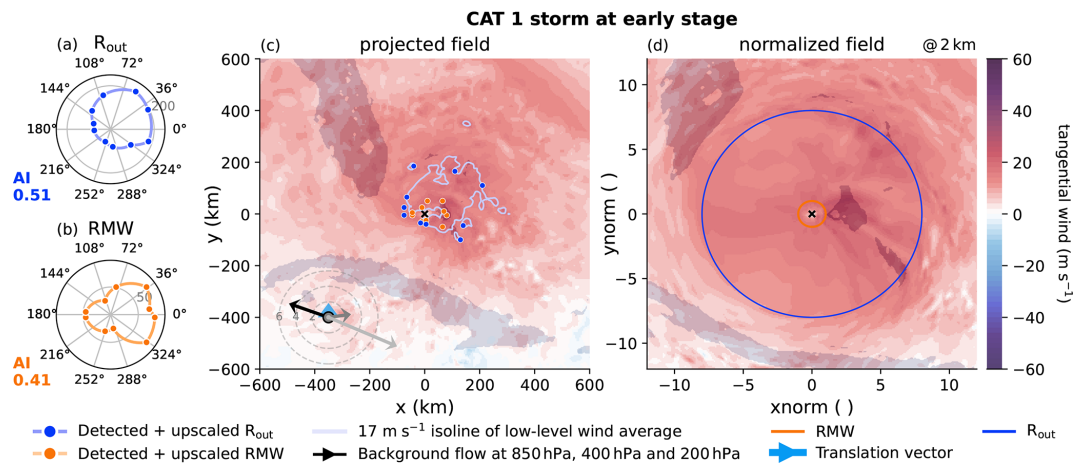 CAT 1 storm at early stage
(a) R_out
108° 72°
144° 36°
200
180° 0°
216° 324°
252° 288°
AI
0.51
(b) RMW
108° 72°
144° 36°
50
180° 0°
216° 324°
252° 288°
AI
0.41
(c) projected field
600
400
200
0
−200
−400
−600
y (km)
6 4 2
−600 −400 −200 0 200 400 600
x (km)
(d) normalized field @ 2 km
10
5
0
−5
−10
ynorm ( )
−10 −5 0 5 10
xnorm ( )
60
40
20
0
−20
−40
−60
tangential wind (m s⁻¹)
Detected + upscaled R_out
Detected + upscaled RMW
17 m s⁻¹ isoline of low-level wind average
Background flow at 850 hPa, 400 hPa and 200 hPa
RMW
Translation vector
R_out